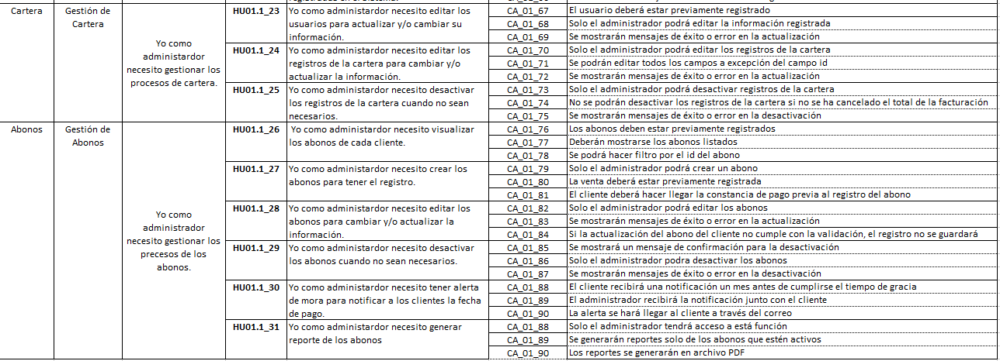 Cartera
Gestión de
Cartera
Yo como
administardor
necesito gestionar los
procesos de cartera.
HU01.1_23
Yo como administardor necesito editar los
usuarios para actualizar y/o cambiar su
información.
CA_01_67
El usuario deberá estar previamente registrado
CA_01_68
Solo el administrador podrá editar la información registrada
CA_01_69
Se mostrarán mensajes de éxito o error en la actualización
HU01.1_24
Yo como administardor necesito editar los
registros de la cartera para cambiar y/o
actualizar la información.
CA_01_70
Solo el administrador podrá editar los registros de la cartera
CA_01_71
Se podrán editar todos los campos a excepción del campo id
CA_01_72
Se mostrarán mensajes de éxito o error en la actualización
HU01.1_25
Yo como administardor necesito desactivar
los registros de la cartera cuando no sean
necesarios.
CA_01_73
Solo el administrador podrá desactivar registros de la cartera
CA_01_74
No se podrán desactivar los registros de la cartera si no se ha cancelado el total de la facturación
CA_01_75
Se mostrarán mensajes de éxito o error en la desactivación
Abonos
Gestión de
Abonos
Yo como
administrador
necesito gestionar los
precesos de los
abonos.
HU01.1_26
Yo como administardor necesito visualizar
los abonos de cada cliente.
CA_01_76
Los abonos deben estar previamente registrados
CA_01_77
Deberán mostrarse los abonos listados
CA_01_78
Se podrá hacer filtro por el id del abono
HU01.1_27
Yo como administardor necesito crear los
abonos para tener el registro.
CA_01_79
Solo el administrador podrá crear un abono
CA_01_80
La venta deberá estar previamente registrada
CA_01_81
El cliente deberá hacer llegar la constancia de pago previa al registro del abono
HU01.1_28
Yo como administardor necesito editar los
abonos para cambiar y/o actualizar la
información.
CA_01_82
Solo el administrador podrá editar los abonos
CA_01_83
Se mostrarán mensajes de éxito o error en la actualización
CA_01_84
Si la actualización del abono del cliente no cumple con la validación, el registro no se guardará
HU01.1_29
Yo como administardor necesito desactivar
los abonos cuando no sean necesarios.
CA_01_85
Se mostrará un mensaje de confirmación para la desactivación
CA_01_86
Solo el administrador podra desactivar los abonos
CA_01_87
Se mostrarán mensajes de éxito o error en la desactivación
HU01.1_30
Yo como administardor necesito tener alerta
de mora para notificar a los clientes la fecha
de pago.
CA_01_88
El cliente recibirá una notificación un mes antes de cumplirse el tiempo de gracia
CA_01_89
El administrador recibirá la notificación junto con el cliente
CA_01_90
La alerta se hará llegar al cliente a través del correo
HU01.1_31
Yo como administardor necesito generar
reporte de los abonos
CA_01_88
Solo el administrador tendrá acceso a está función
CA_01_89
Se generarán reportes solo de los abonos que estén activos
CA_01_90
Los reportes se generarán en archivo PDF